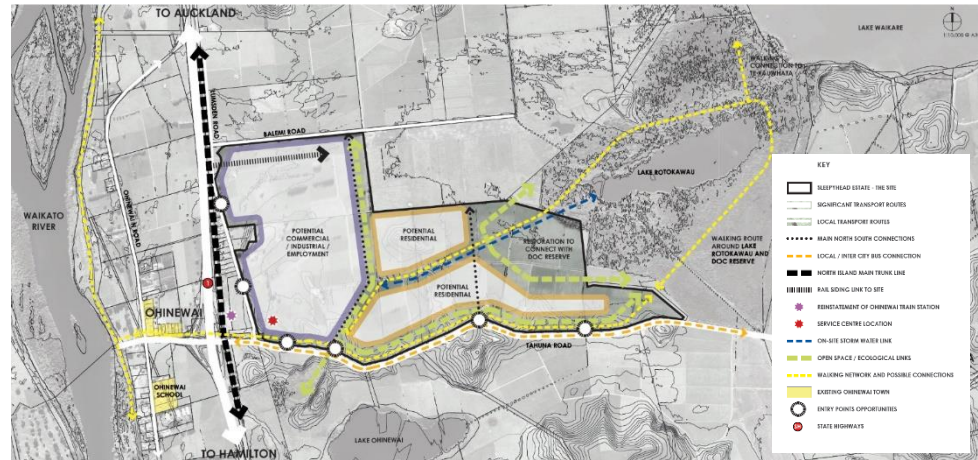 TO AUCKLAND
LAKE WAIKARE
WALKING
CONNECTION TO
TE KAUWHATA
LUMSDEN ROAD
BALEMI ROAD
OHINEWAI N ROAD
LAKE ROTOKAWAU
WAIKATO
RIVER
POTENTIAL
COMMERCIAL
/ INDUSTRIAL /
EMPLOYMENT
POTENTIAL
RESIDENTIAL
RESTORATION TO
CONNECT WITH
DOC RESERVE
WALKING ROUTE
AROUND LAKE
ROTOKAWAU AND
DOC RESERVE
POTENTIAL
RESIDENTIAL
OHINEWAI
TAHUNA ROAD
OHINEWAI
SCHOOL
LAKE OHINEWAI
TO HAMILTON
KEY
SLEEPYHEAD ESTATE - THE SITE
SIGNIFICANT TRANSPORT ROUTES
LOCAL TRANSPORT ROUTES
MAIN NORTH SOUTH CONNECTIONS
LOCAL / INTER CITY BUS CONNECTION
NORTH ISLAND MAIN TRUNK LINE
RAIL SIDING LINK TO SITE
REINSTATEMENT OF OHINEWAI TRAIN STATION
SERVICE CENTRE LOCATION
ON-SITE STORM WATER LINK
OPEN SPACE / ECOLOGICAL LINKS
WALKING NETWORK AND POSSIBLE CONNECTIONS
EXISTING OHINEWAI TOWN
ENTRY POINTS OPPORTUNITIES
STATE HIGHWAYS